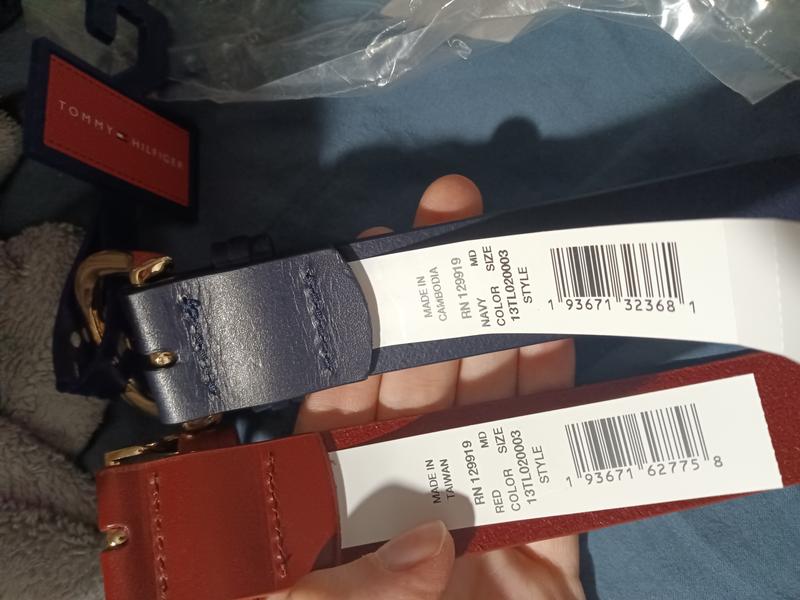 TOMMY HILFIGER
MADE IN
CAMBODIA
RN 129919
NAVY MD
COLOR SIZE
13TL020003
STYLE
1 93671 32368 1
MADE IN
TAIWAN
RN 129919
RED MD
COLOR SIZE
13TL020003
STYLE
1 93671 62775 8